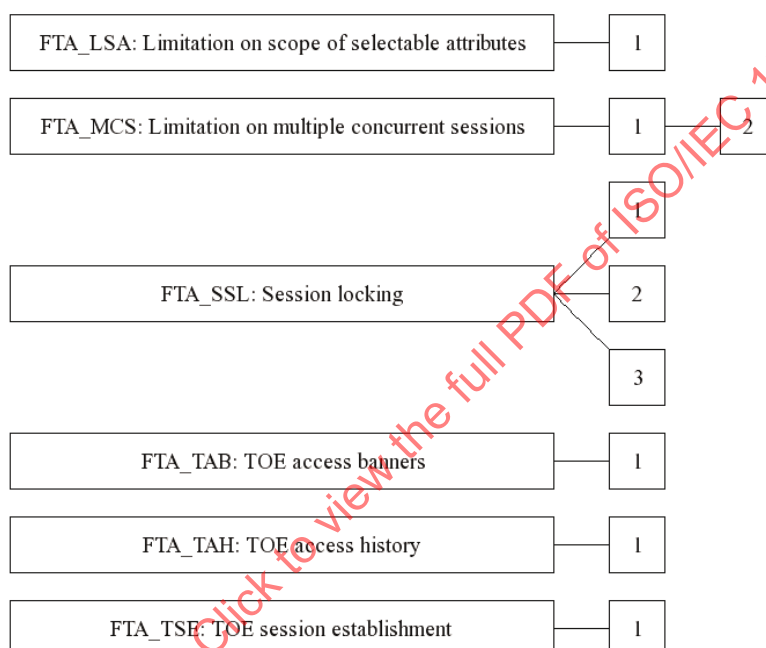 FTA_LSA: Limitation on scope of selectable attributes 1
FTA_MCS: Limitation on multiple concurrent sessions 1 2
1
FTA_SSL: Session locking 2
3
FTA_TAB: TOE access banners 1
FTA_TAH: TOE access history 1
FTA_TSE: TOE session establishment 1
Click to view the full PDF of ISO/IEC 1